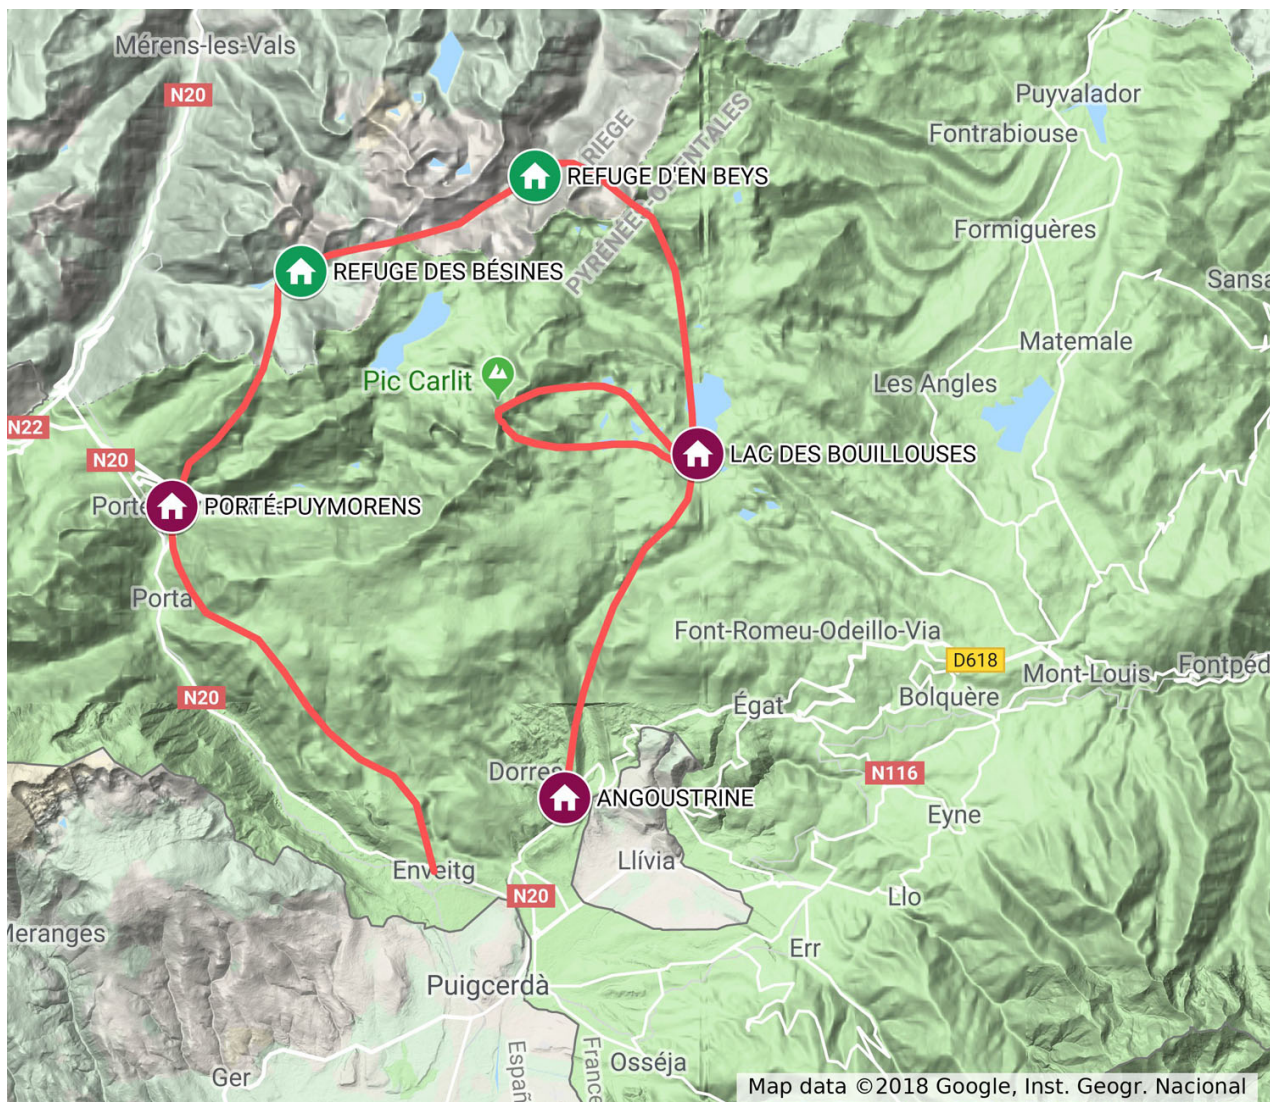 Mérens-les-Vals
N20
Puyvalador
Fontrabiouse
RIEGE
REFUGE D'EN BEYS
PYRÉNÉES-ORIENTALES
Formiguères
REFUGE DES BÉSINES
Sansa
Matemale
Pic Carlit
Les Angles
N22
N20
LAC DES BOUILLOUSES
PORTÉ-PUYMORENS
Porta
Font-Romeu-Odeillo-Via
D618
Mont-Louis
Fontpéd
N20
Bolquère
Égat
Dorres
N116
ANGOUSTRINE
Eyne
Llívia
Enveitg
N20
Llo
Meranges
Err
Puigcerdà
Osséja
Ger
Españ
France
Map data ©2018 Google, Inst. Geogr. Nacional